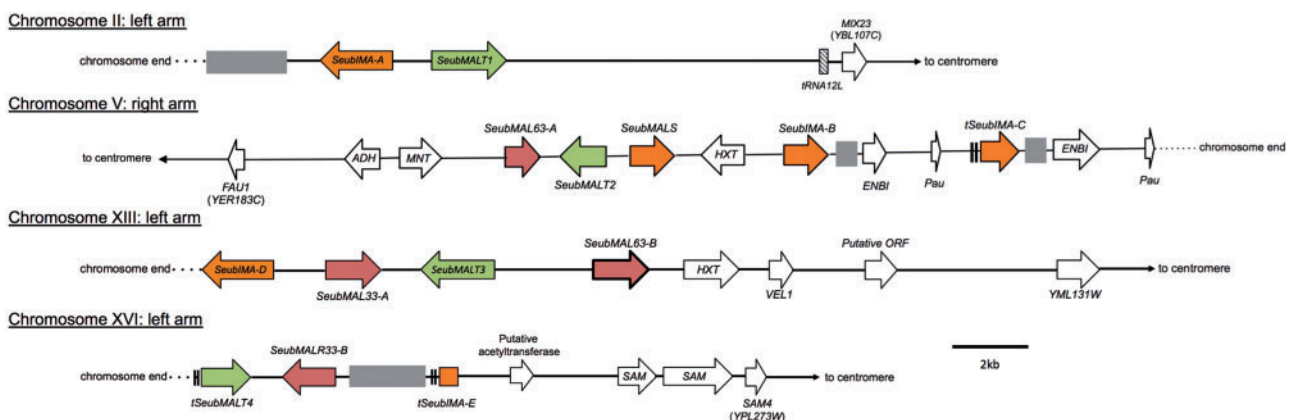 Chromosome II: left arm
MIX23
(YBL107C)
chromosome end
SeubIMA-A
SeubMALT1
to centromere
tRNA12L
Chromosome V: right arm
SeubMAL63-A
SeubMALS
SeubIMA-B
tSeubIMA-C
to centromere
ADH
MNT
HXT
ENBI
chromosome end
FAU1
(YER183C)
SeubMALT2
ENBI
Pau
Pau
Chromosome XIII: left arm
SeubMAL63-B
Putative ORF
chromosome end
SeubIMA-D
SeubMALT3
HXT
to centromere
SeubMAL33-A
VEL1
YML131W
Chromosome XVI: left arm
SeubMALR33-B
Putative
acetyltransferase
2kb
chromosome end
SAM
SAM
to centromere
tSeubMALT4
tSeubIMA-E
SAM4
(YPL273W)